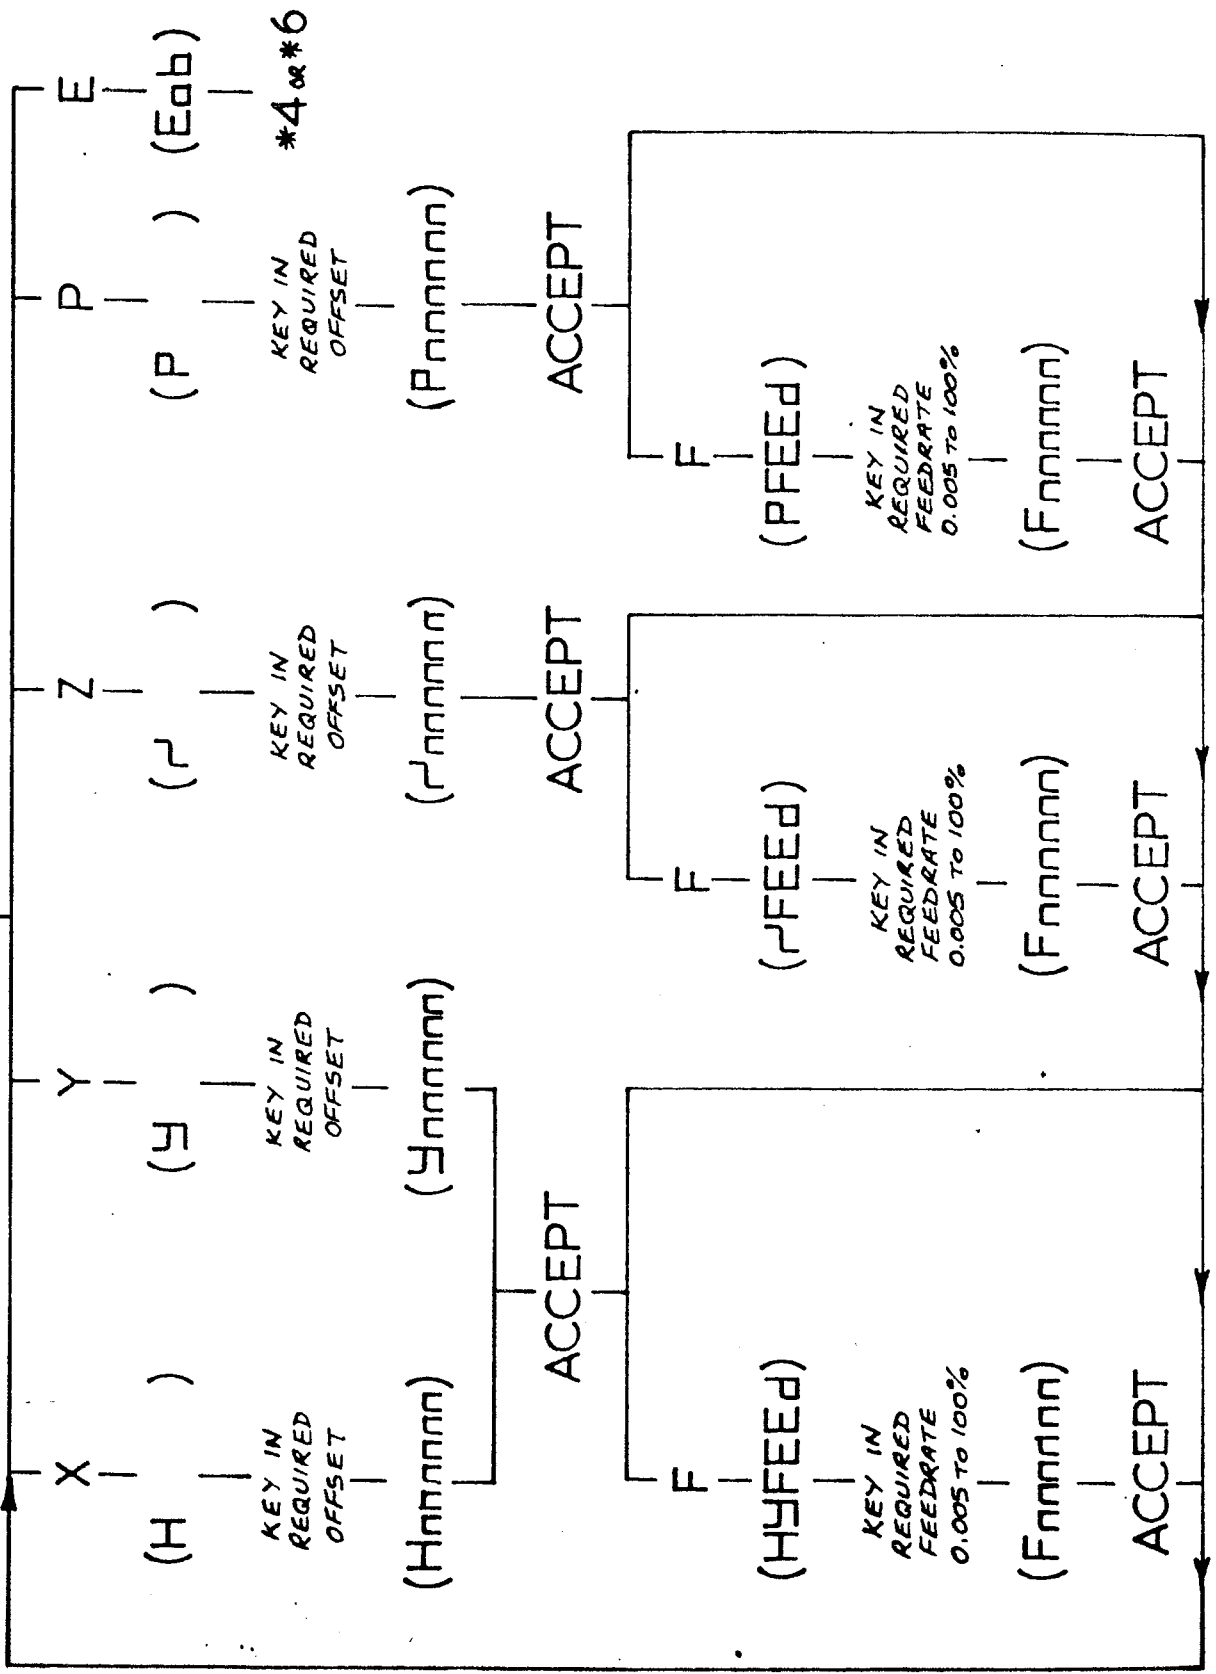 X
(H )
KEY IN
REQUIRED
OFFSET
(Hnnnnnn)
Y
(y )
KEY IN
REQUIRED
OFFSET
(ynnnnnn)
ACCEPT
F
(HyFEEd)
KEY IN
REQUIRED
FEEDRATE
0.005 TO 100%
(Fnnnnnn)
ACCEPT
Z
( )
KEY IN
REQUIRED
OFFSET
( nnnnnn)
ACCEPT
F
( FEEd)
KEY IN
REQUIRED
FEEDRATE
0.005 TO 100%
(Fnnnnnn)
ACCEPT
P
(P )
KEY IN
REQUIRED
OFFSET
(Pnnnnnn)
ACCEPT
F
(PFEEd)
KEY IN
REQUIRED
FEEDRATE
0.005 TO 100%
(Fnnnnnn)
ACCEPT
E
(Eab)
*4 OR *6